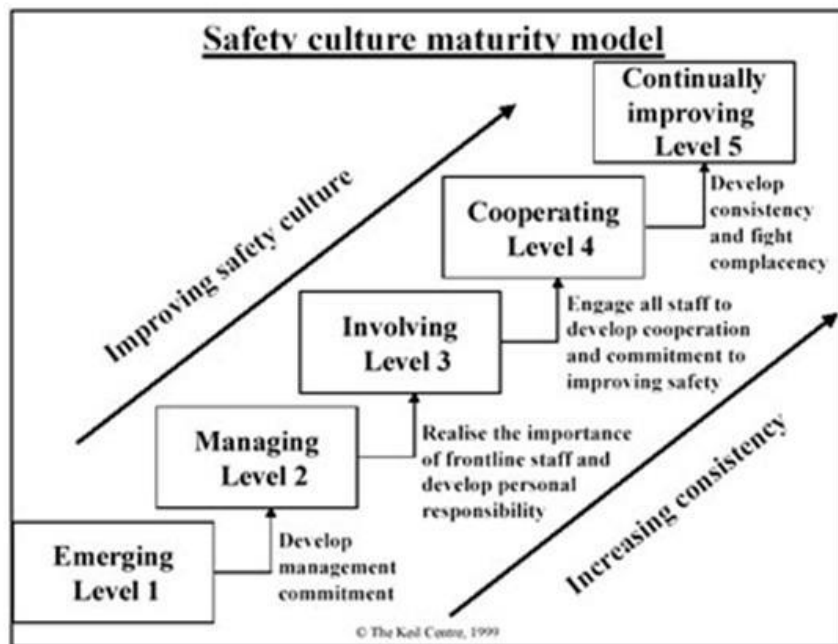 Safety culture maturity model
Continually
improving
Level 5
Improving safety culture
Develop
consistency
and fight
complacency
Cooperating
Level 4
Engage all staff to
develop cooperation
and commitment to
improving safety
Involving
Level 3
Realise the importance
of frontline staff and
develop personal
responsibility
Managing
Level 2
Increasing consistency
Develop
management
commitment
Emerging
Level 1
© The Keil Centre, 1999